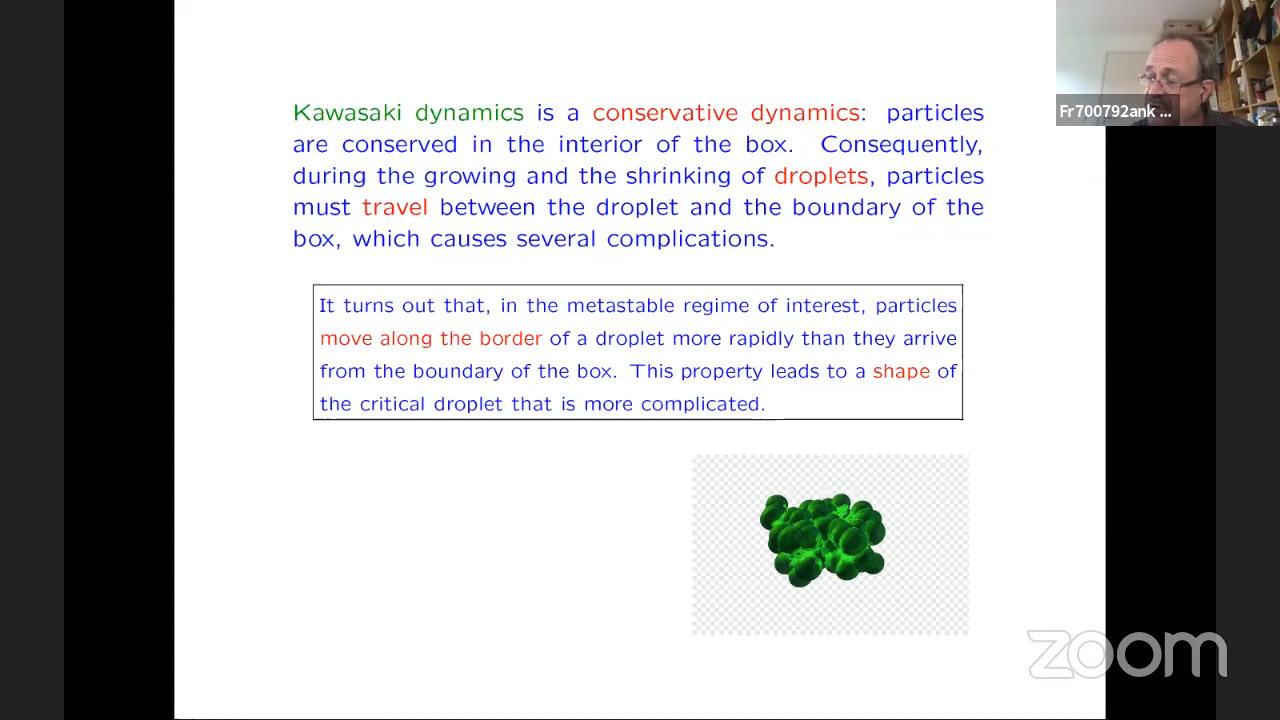 Kawasaki dynamics is a conservative dynamics: particles
are conserved in the interior of the box. Consequently,
during the growing and the shrinking of droplets, particles
must travel between the droplet and the boundary of the
box, which causes several complications.
It turns out that, in the metastable regime of interest, particles
move along the border of a droplet more rapidly than they arrive
from the boundary of the box. This property leads to a shape of
the critical droplet that is more complicated.
Fr700792ank ...
zoom